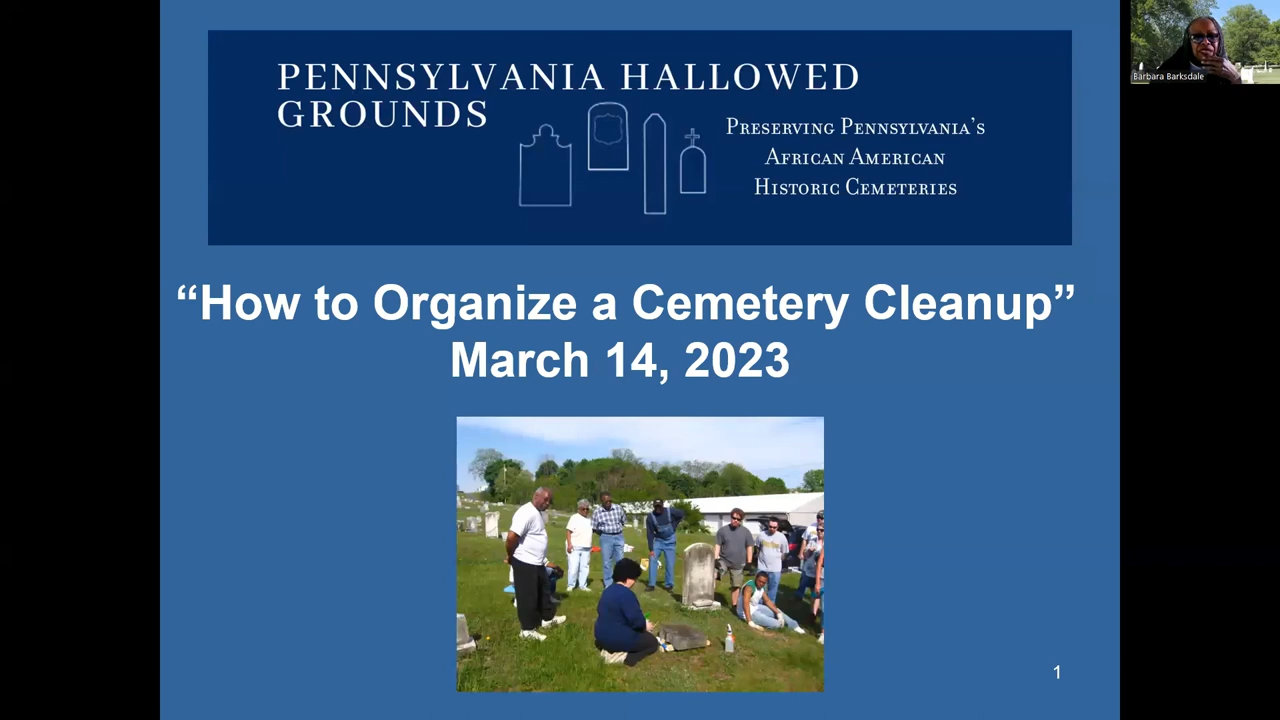 PENNSYLVANIA HALLOWED
GROUNDS
PRESERVING PENNSYLVANIA'S
AFRICAN AMERICAN
HISTORIC CEMETERIES
“How to Organize a Cemetery Cleanup”
March 14, 2023
1
Barbara Barksdale